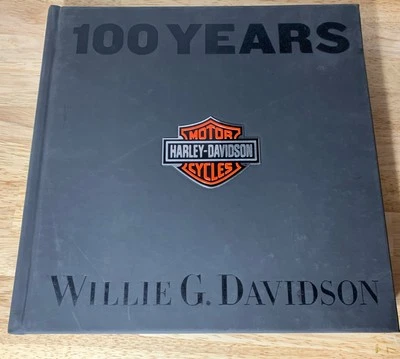 100 YEARS
MOTOR
HARLEY-DAVIDSON
CYCLES
WILLIE G. DAVIDSON